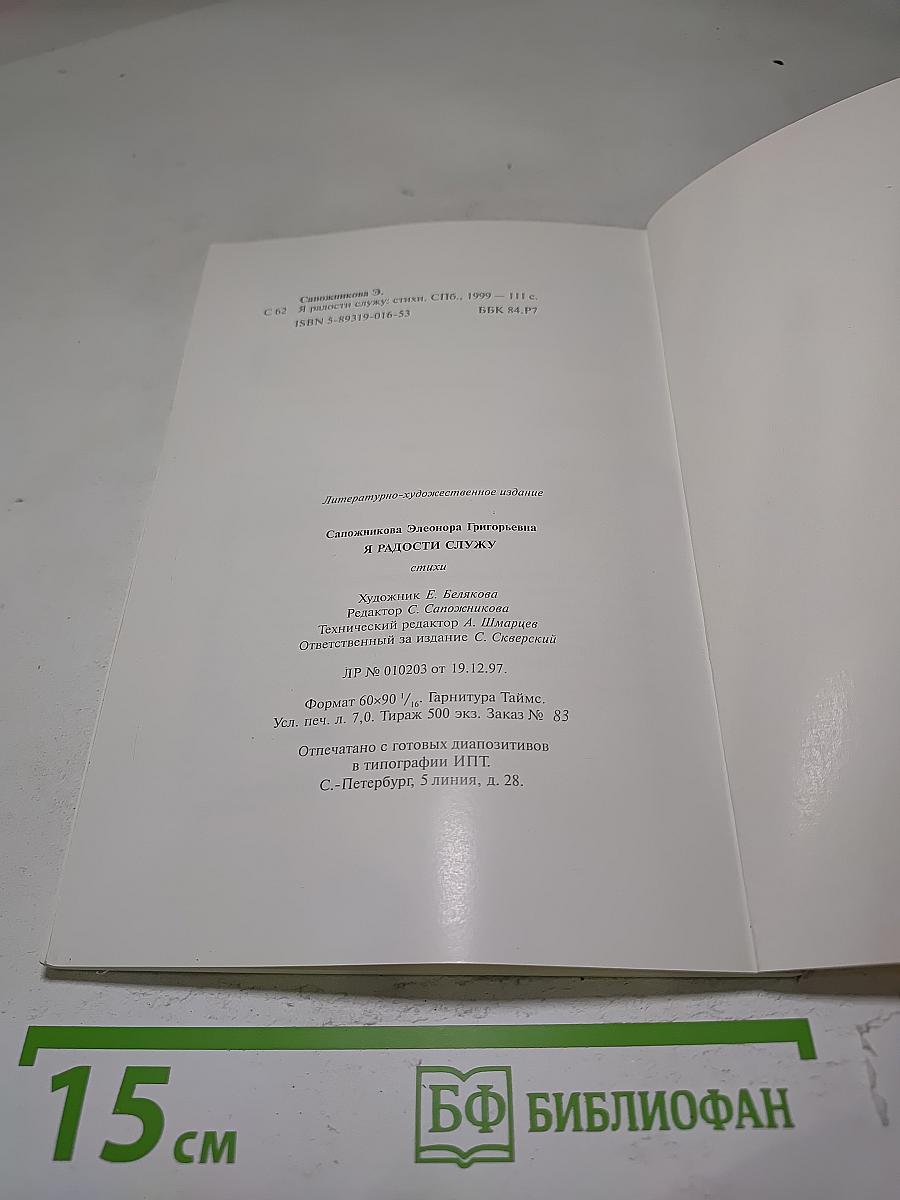 Сапожникова Э.
С 62 Я радости служу: стихи. СПб., 1999 — 111 с.
ISBN 5-89319-016-53 ББК 84.Р7
Литературно-художественное издание
Сапожникова Элеонора Григорьевна
Я РАДОСТИ СЛУЖУ
стихи
Художник Е. Белякова
Редактор С. Сапожникова
Технический редактор А. Шмарцев
Ответственный за издание С. Скверский
ЛР № 010203 от 19.12.97.
Формат 60×90 1/16. Гарнитура Таймс.
Усл. печ. л. 7,0. Тираж 500 экз. Заказ № 83
Отпечатано с готовых диапозитивов
в типографии ИПТ.
С.-Петербург, 5 линия, д. 28.
15 см БФ БИБЛИОФАН